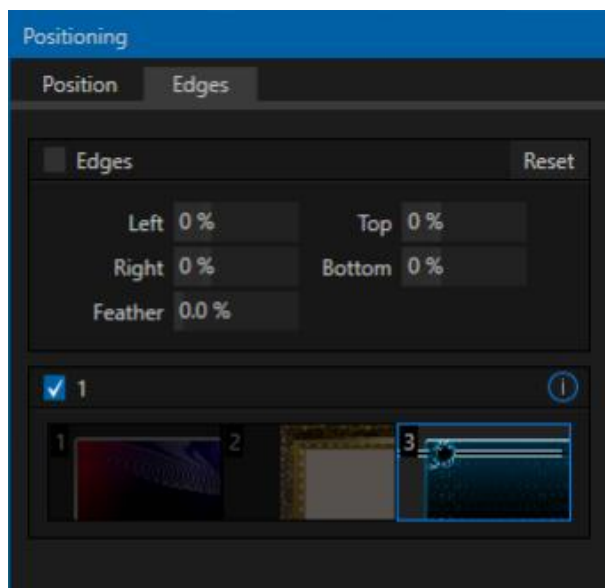 Positioning
Position Edges
Edges Reset
Left 0 % Top 0 %
Right 0 % Bottom 0 %
Feather 0.0 %
1
1 2 3